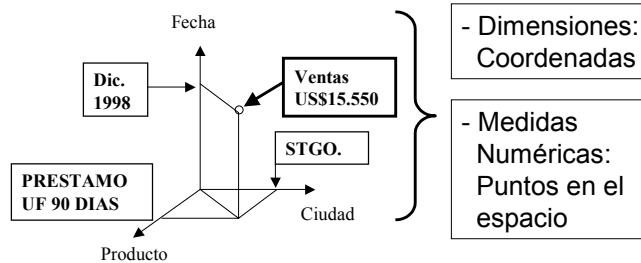 Fecha
Dic.
1998
Ventas
US$15.550
STGO.
PRESTAMO
UF 90 DIAS
Ciudad
Producto
- Dimensiones:
Coordenadas
- Medidas
Numéricas:
Puntos en el
espacio